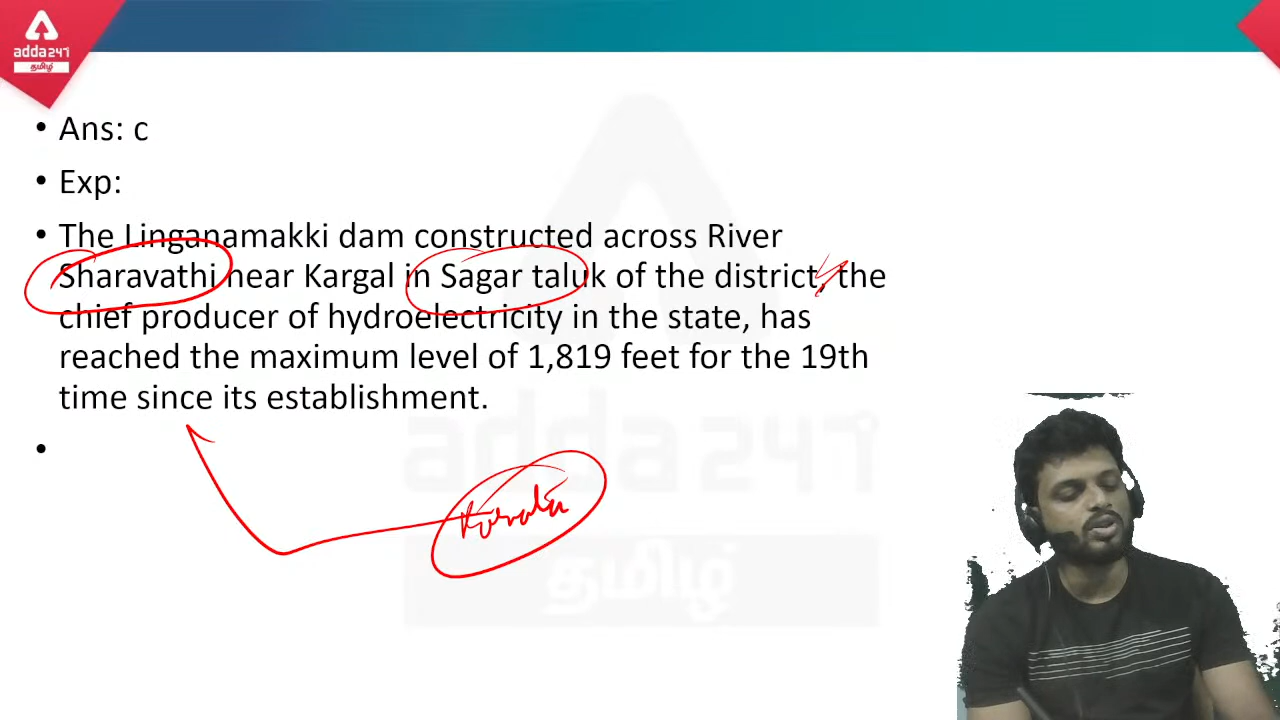 adda247
தமிழ்
• Ans: c
• Exp:
• The Linganamakki dam constructed across River
Sharavathi near Kargal in Sagar taluk of the district, the
chief producer of hydroelectricity in the state, has
reached the maximum level of 1,819 feet for the 19th
time since its establishment.
•
adda247
தமிழ்